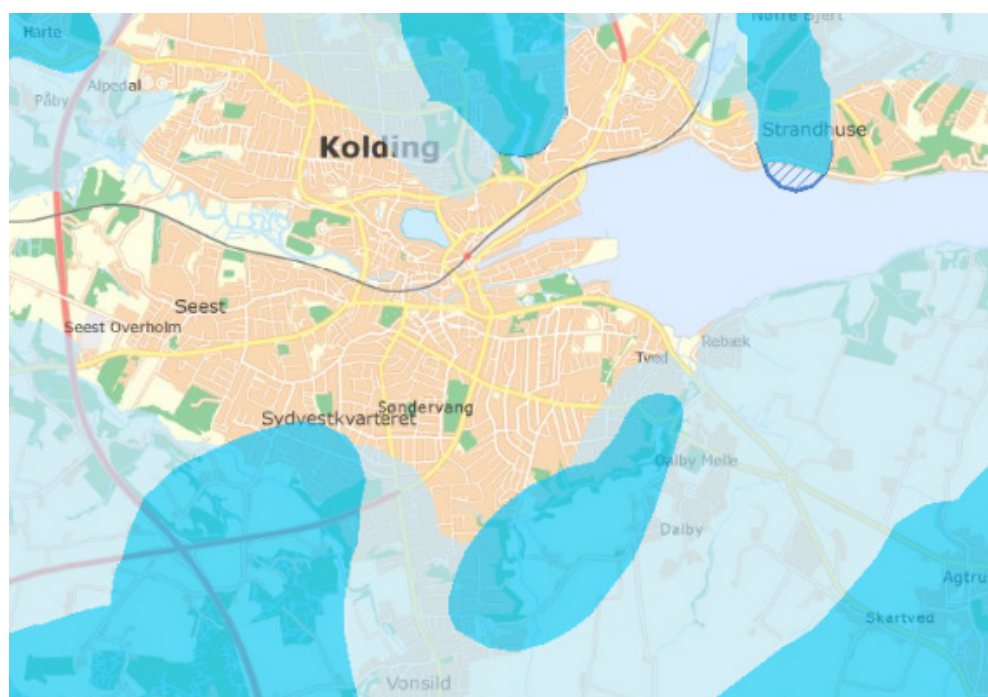 Nørre Bjert
Harte
Alpedal
Påby
Strandhuse
Kolding
Seest
Seest Overholm
Rebæk
Tved
Søndervang
Sydvestkvarteret
Dalby Mølle
Dalby
Agtru
Skartved
Vonsild